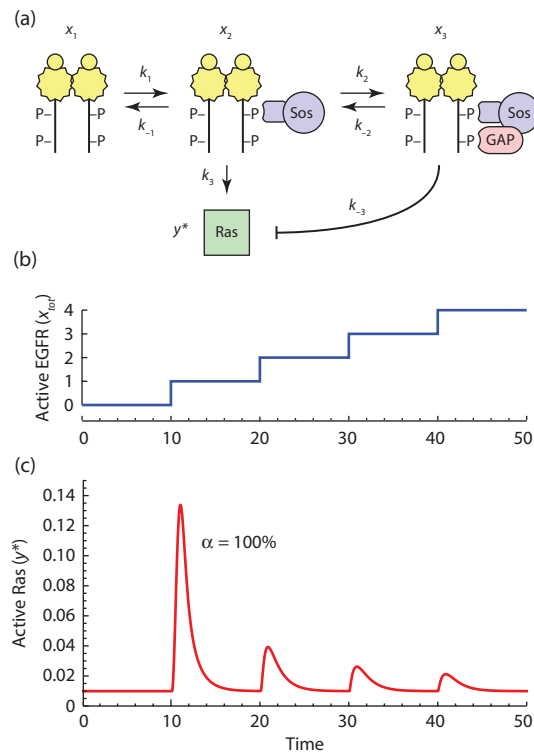 (a)
x1 x2 x3
k1 k2
P– –P P– –P P– –P
k–1 Sos k–2 Sos
P– –P P– –P P– –P GAP
k3
k–3
y* Ras
(b)
Active EGFR (xtot)
4
3
2
1
0
0 10 20 30 40 50
(c)
Active Ras (y*)
0.14
α = 100%
0.12
0.10
0.08
0.06
0.04
0.02
0
0 10 20 30 40 50
Time